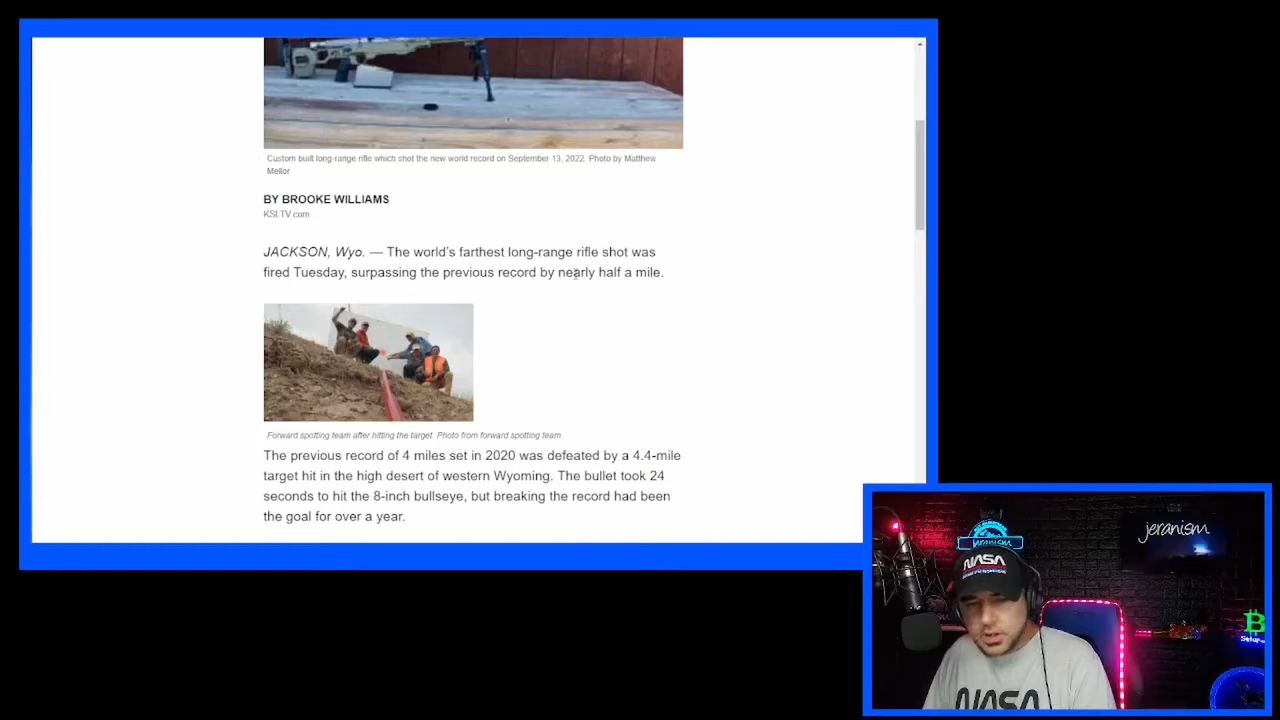 Custom built long-range rifle which shot the new world record on September 13, 2022. Photo by Matthew
Mellor
BY BROOKE WILLIAMS
KSLTV.com
JACKSON, Wyo. — The world's farthest long-range rifle shot was
fired Tuesday, surpassing the previous record by nearly half a mile.
Forward spotting team after hitting the target. Photo from forward spotting team.
The previous record of 4 miles set in 2020 was defeated by a 4.4-mile
target hit in the high desert of western Wyoming. The bullet took 24
seconds to hit the 8-inch bullseye, but breaking the record had been
the goal for over a year.
jeranism
jeranism
NASA
NASA